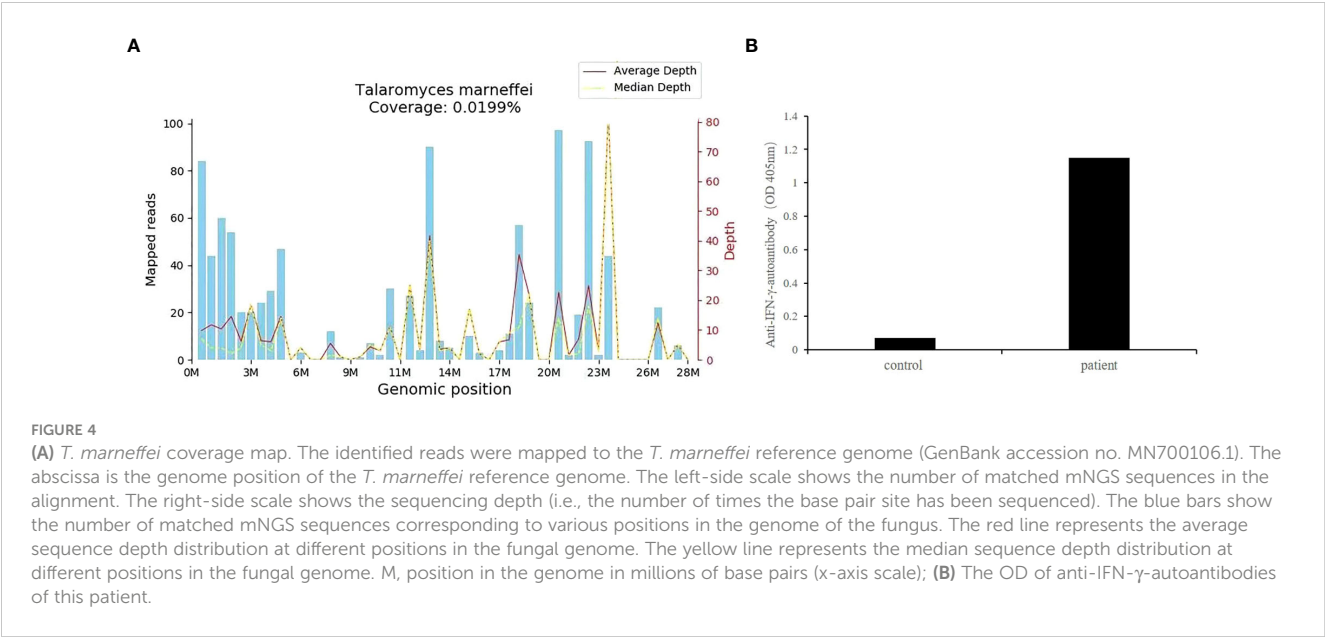 A
B
Average Depth
Median Depth
Talaromyces marneffei
Coverage: 0.0199%
100
80
60
40
20
0
Mapped reads
80
70
60
50
40
30
20
10
0
Depth
0M 3M 6M 9M 11M 14M 17M 20M 23M 26M 28M
Genomic position
1.4
1.2
1
0.8
0.6
0.4
0.2
0
Anti-IFN-γ-autoantibody (OD 405nm)
control patient
FIGURE 4
(A) T. marneffei coverage map. The identified reads were mapped to the T. marneffei reference genome (GenBank accession no. MN700106.1). The
abscissa is the genome position of the T. marneffei reference genome. The left-side scale shows the number of matched mNGS sequences in the
alignment. The right-side scale shows the sequencing depth (i.e., the number of times the base pair site has been sequenced). The blue bars show
the number of matched mNGS sequences corresponding to various positions in the genome of the fungus. The red line represents the average
sequence depth distribution at different positions in the fungal genome. The yellow line represents the median sequence depth distribution at
different positions in the fungal genome. M, position in the genome in millions of base pairs (x-axis scale); (B) The OD of anti-IFN-γ-autoantibodies
of this patient.